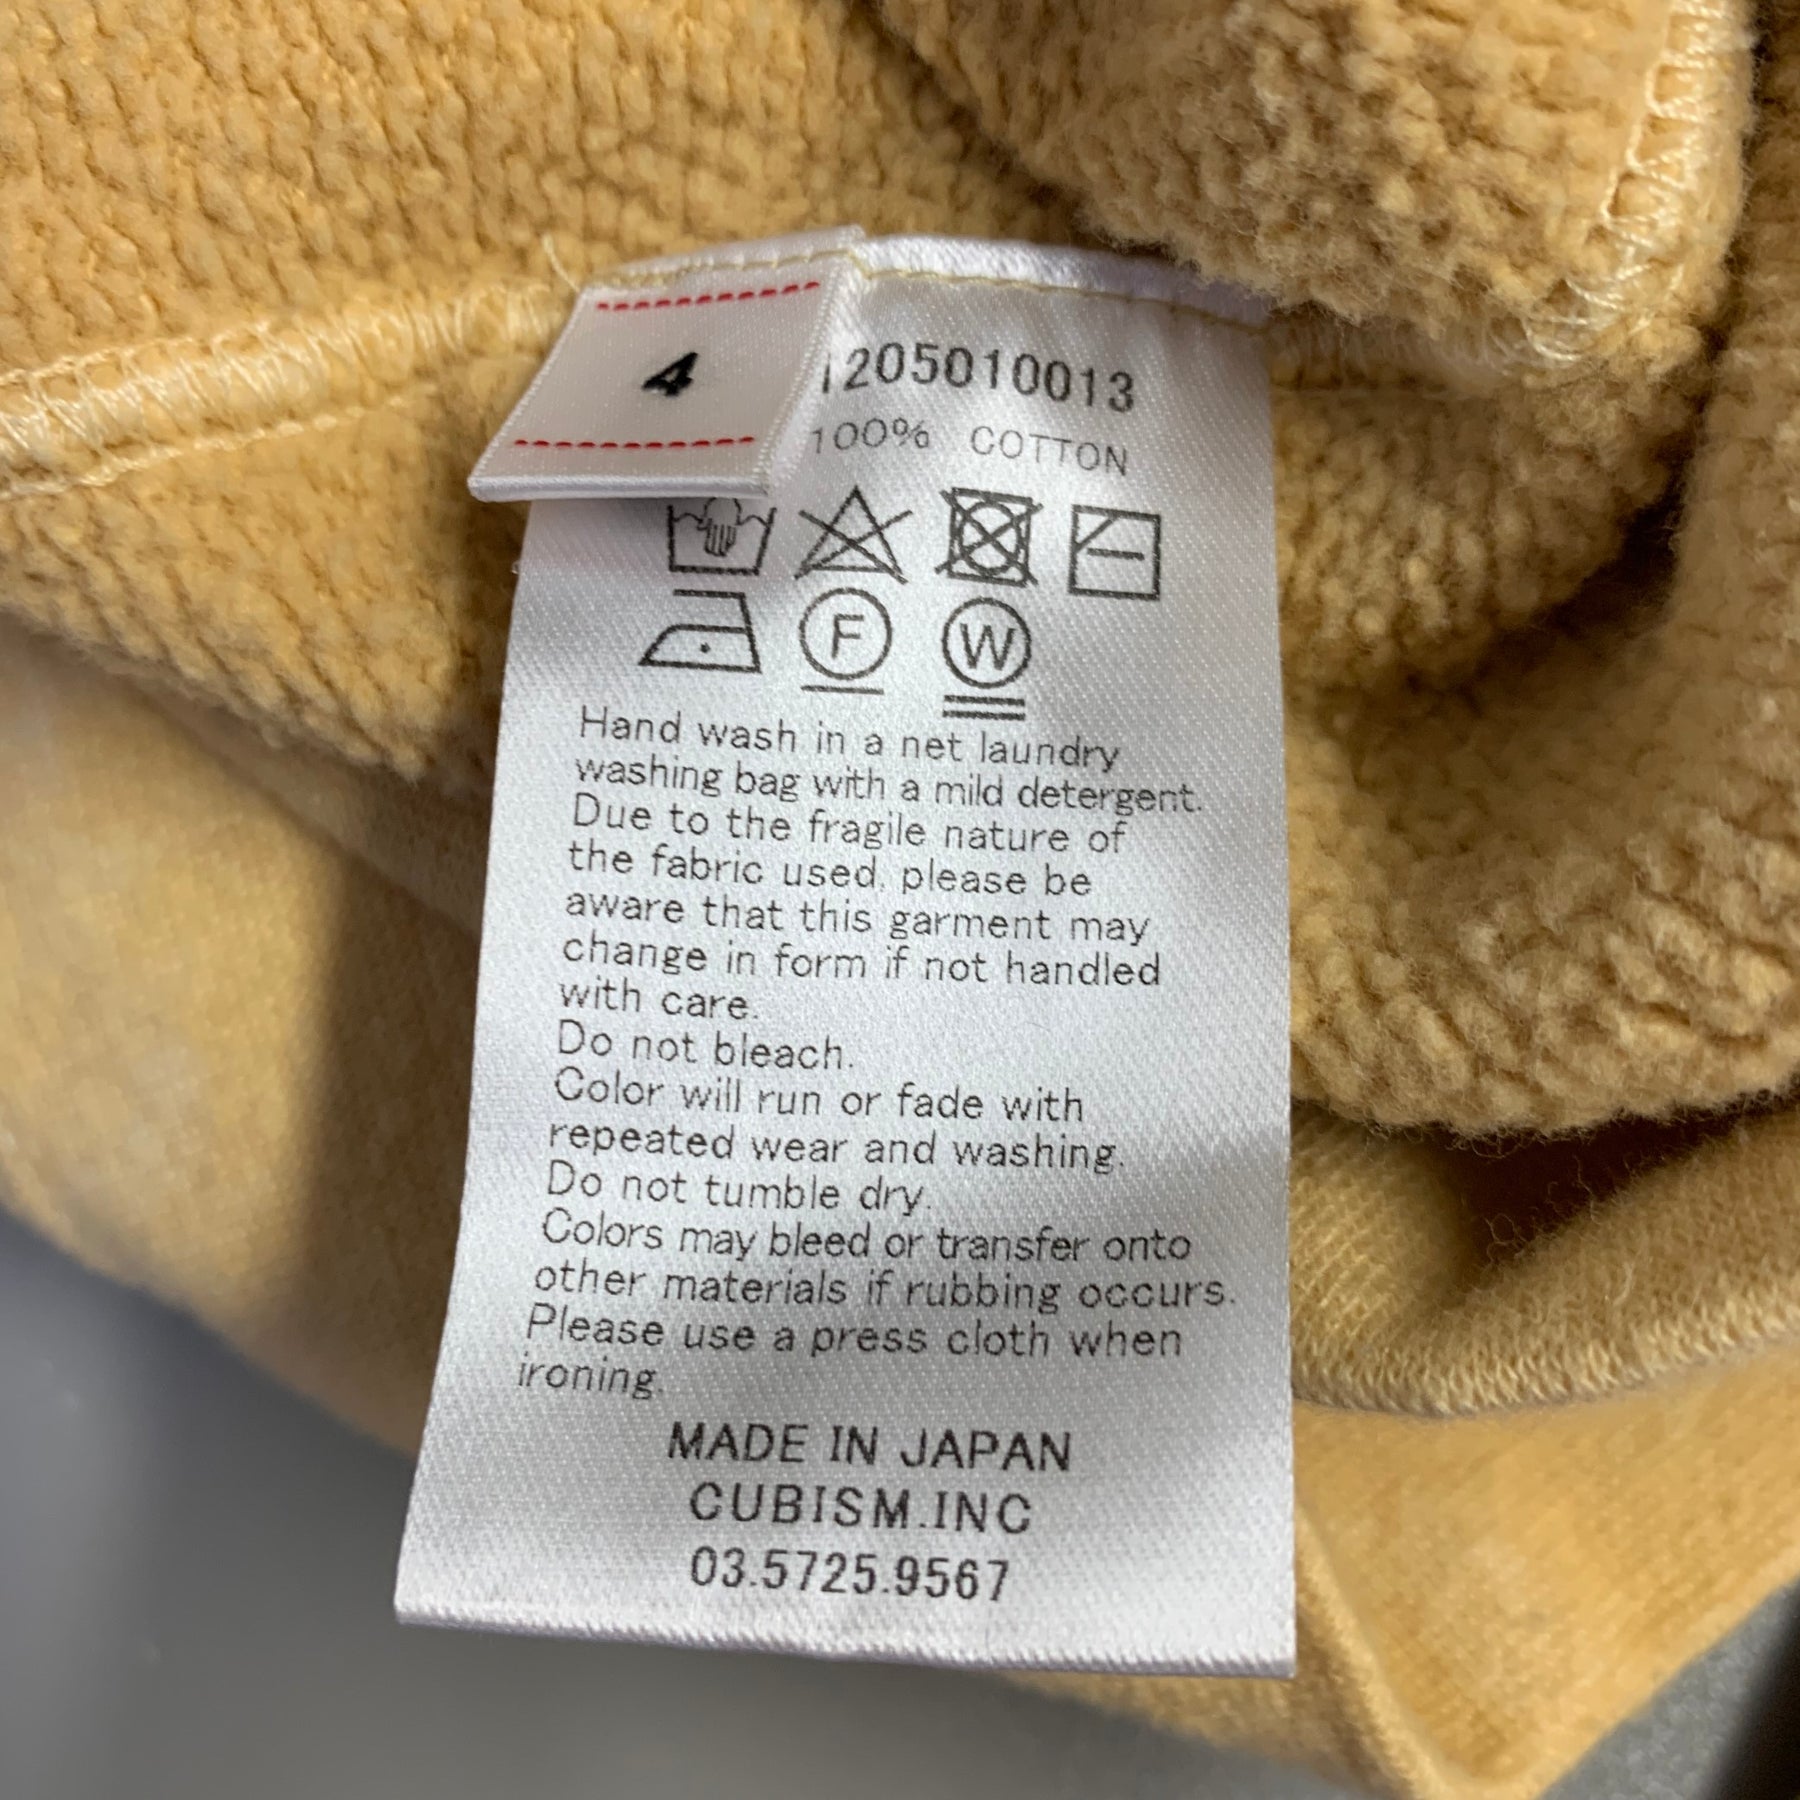 4
1205010013
100% COTTON
F
W
Hand wash in a net laundry
washing bag with a mild detergent.
Due to the fragile nature of
the fabric used, please be
aware that this garment may
change in form if not handled
with care.
Do not bleach.
Color will run or fade with
repeated wear and washing.
Do not tumble dry.
Colors may bleed or transfer onto
other materials if rubbing occurs.
Please use a press cloth when
ironing.
MADE IN JAPAN
CUBISM.INC
03.5725.9567